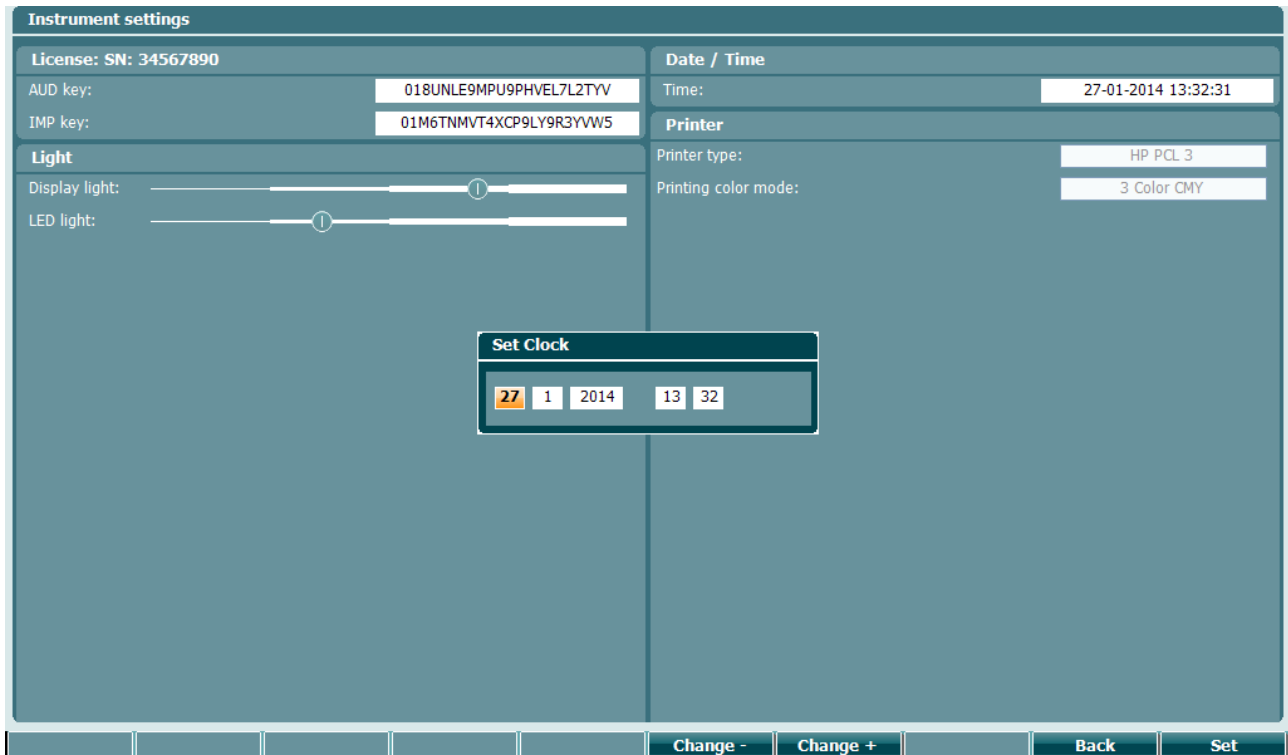 Instrument settings
License: SN: 34567890
AUD key: 018UNLE9MPU9PHVEL7L2TYV
IMP key: 01M6TNMVT4XCP9LY9R3YVW5
Light
Display light:
LED light:
Date / Time
Time: 27-01-2014 13:32:31
Printer
Printer type: HP PCL 3
Printing color mode: 3 Color CMY
Set Clock
27 1 2014 13 32
Change - Change + Back Set